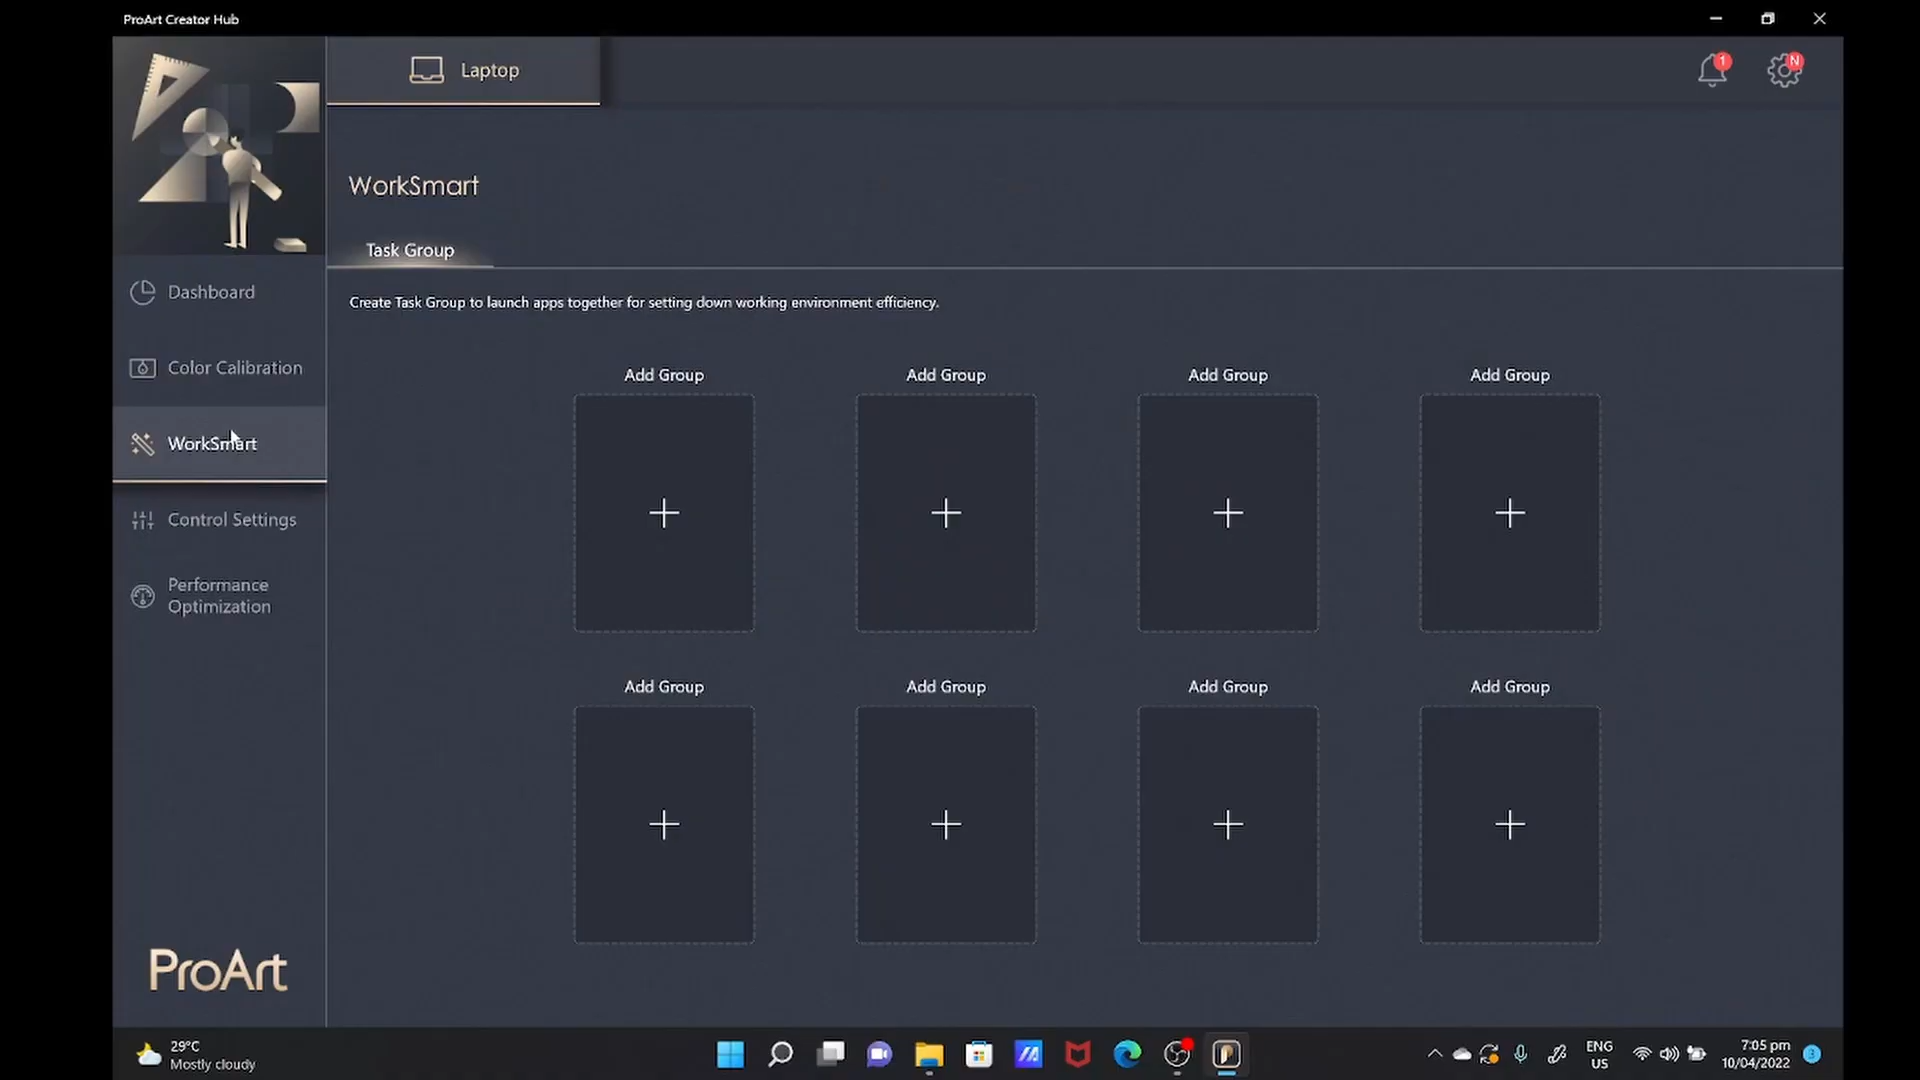 ProArt Creator Hub
Laptop
1
N
WorkSmart
Task Group
Create Task Group to launch apps together for setting down working environment efficiency.
Dashboard
Color Calibration
WorkSmart
Control Settings
Performance
Optimization
Add Group
Add Group
Add Group
Add Group
Add Group
Add Group
Add Group
Add Group
ProArt
29°C
Mostly cloudy
ENG
US
7:05 pm
10/04/2022
3